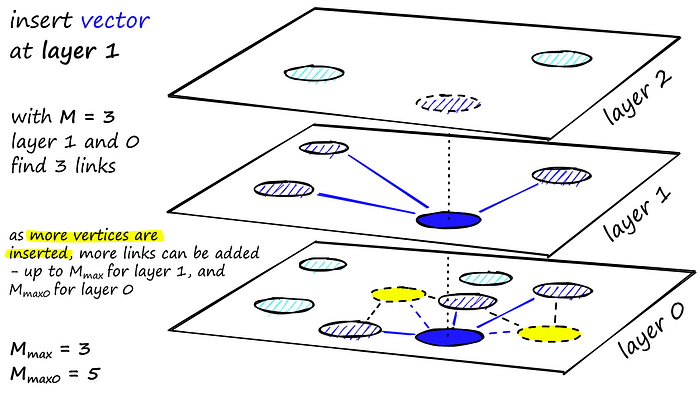 insert vector
at layer 1
with M = 3
layer 1 and 0
find 3 links
as more vertices are
inserted, more links can be added
- up to Mmax for layer 1, and
Mmax0 for layer 0
Mmax = 3
Mmax0 = 5
layer 2
layer 1
layer 0